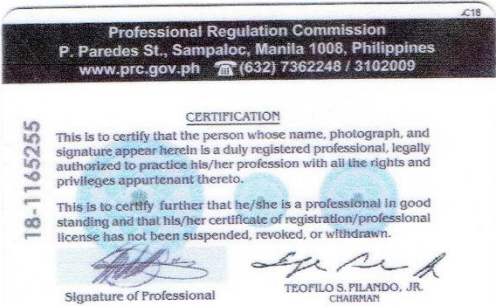 C18
Professional Regulation Commission
P. Paredes St., Sampaloc, Manila 1008, Philippines
www.prc.gov.ph ☎(632) 7362248 / 3102009
CERTIFICATION
This is to certify that the person whose name, photograph, and
signature appear herein is a duly registered professional, legally
authorized to practice his/her profession with all the rights and
privileges appurtenant thereto.
This is to certify further that he/she is a professional in good
standing and that his/her certificate of registration/professional
license has not been suspended, revoked, or withdrawn.
18-1165255
Signature of Professional
TEOFILO S. PILANDO, JR.
CHAIRMAN